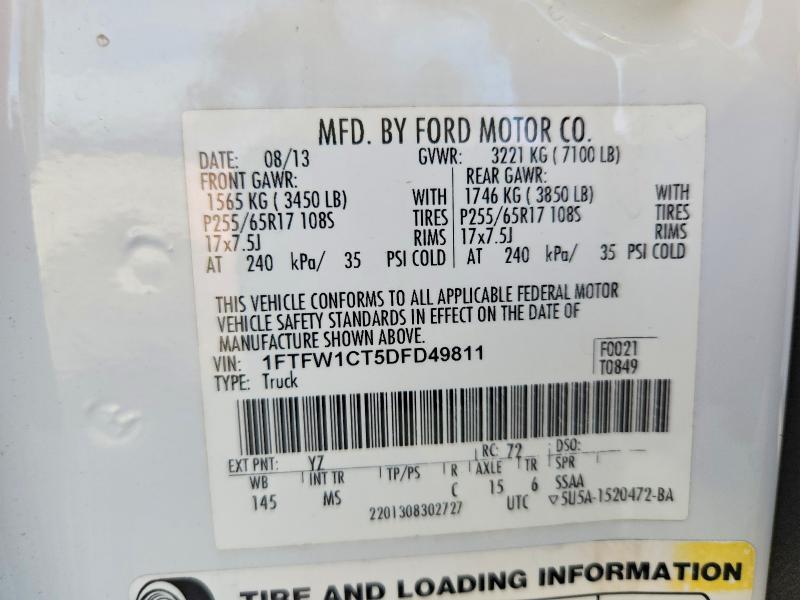 MFD. BY FORD MOTOR CO.
DATE: 08/13 GVWR: 3221 KG ( 7100 LB)
FRONT GAWR: REAR GAWR:
1565 KG ( 3450 LB) WITH 1746 KG ( 3850 LB) WITH
P255/65R17 108S TIRES P255/65R17 108S TIRES
17x7.5J RIMS 17x7.5J RIMS
AT 240 kPa/ 35 PSI COLD AT 240 kPa/ 35 PSI COLD
THIS VEHICLE CONFORMS TO ALL APPLICABLE FEDERAL MOTOR
VEHICLE SAFETY STANDARDS IN EFFECT ON THE DATE OF
MANUFACTURE SHOWN ABOVE.
VIN: 1FTFW1CT5DFD49811 F0021
TYPE: Truck T0849
EXT PNT: YZ RC: 72 DSO:
WB INT TR TP/PS R AXLE TR SPR
145 MS C 15 6 SSAA
2201308302727 UTC ▽5U5A-1520472-BA
TIRE AND LOADING INFORMATION